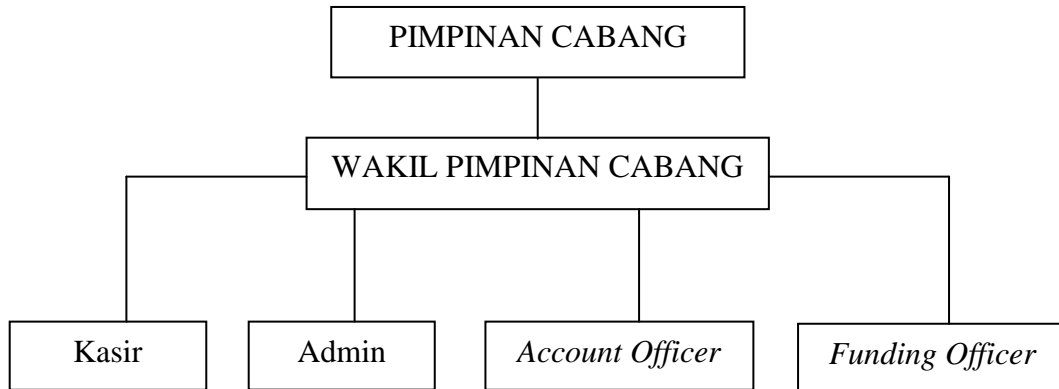 PIMPINAN CABANG
WAKIL PIMPINAN CABANG
Kasir
Admin
Account Officer
Funding Officer